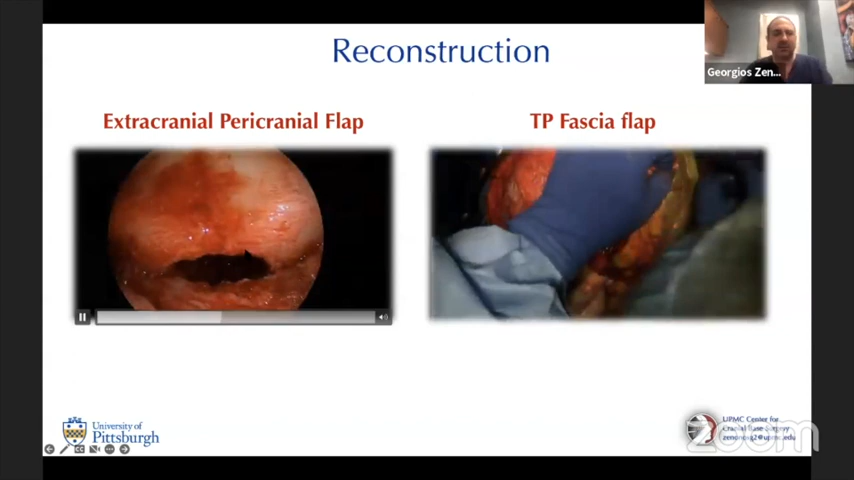 Reconstruction
Georgios Zen...
Extracranial Pericranial Flap
TP Fascia flap
University of
Pittsburgh
UPMC Center for
Cranial Base Surgery
zoom